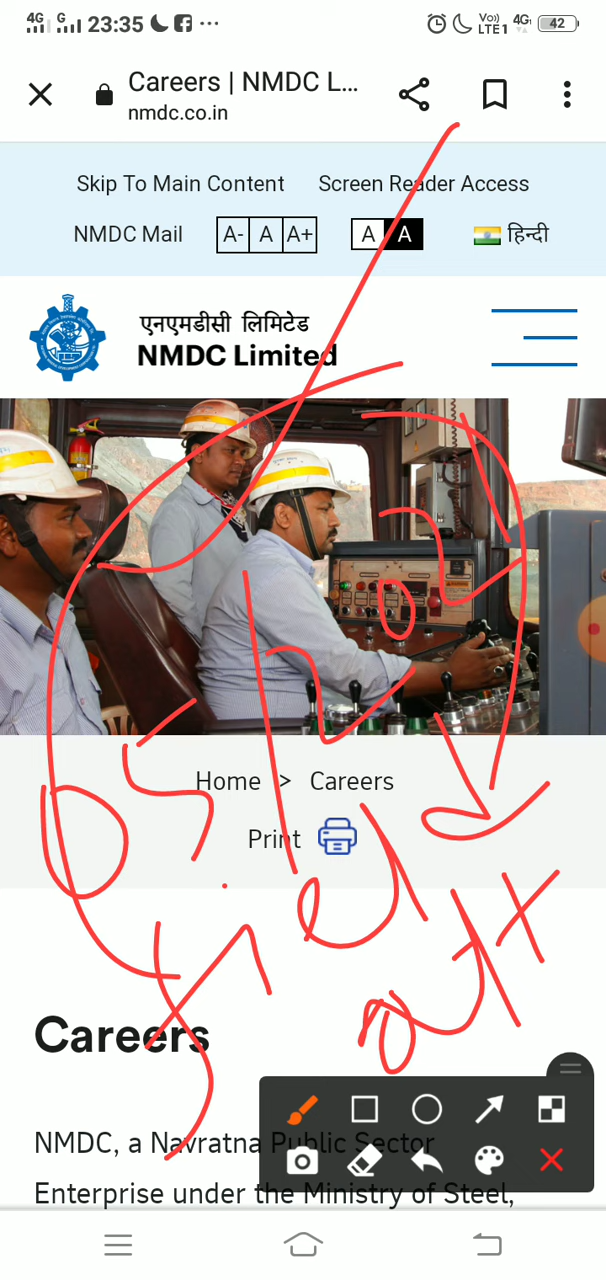 4G G 23:35 ... Vo)) LTE1 4G 42
Careers | NMDC L...
nmdc.co.in
Skip To Main Content Screen Reader Access
NMDC Mail A- A A+ A A हिन्दी
एनएमडीसी लिमिटेड
NMDC Limited
Home > Careers
Print
Careers
NMDC, a Navratna Public Sector
Enterprise under the Ministry of Steel,